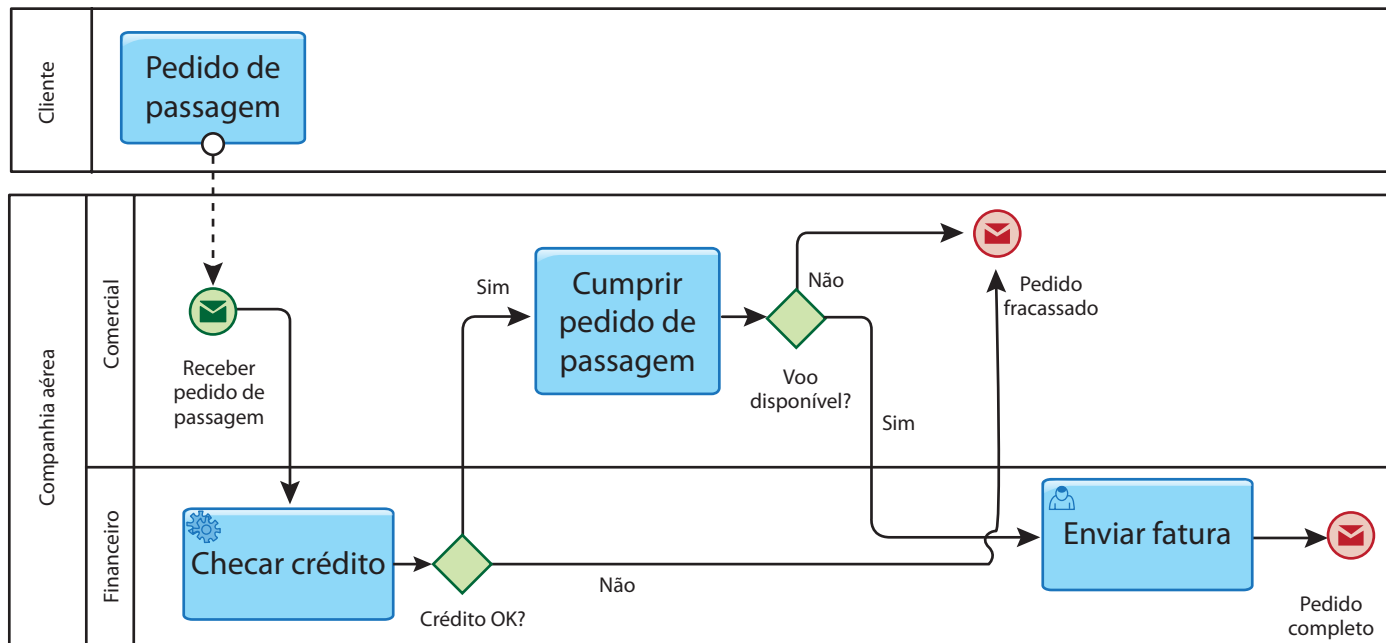 Cliente
Pedido de
passagem
Companhia aérea
Comercial
Receber
pedido de
passagem
Sim
Cumprir
pedido de
passagem
Não
Voo
disponível?
Sim
Pedido
fracassado
Financeiro
Checar crédito
Crédito OK?
Não
Enviar fatura
Pedido
completo